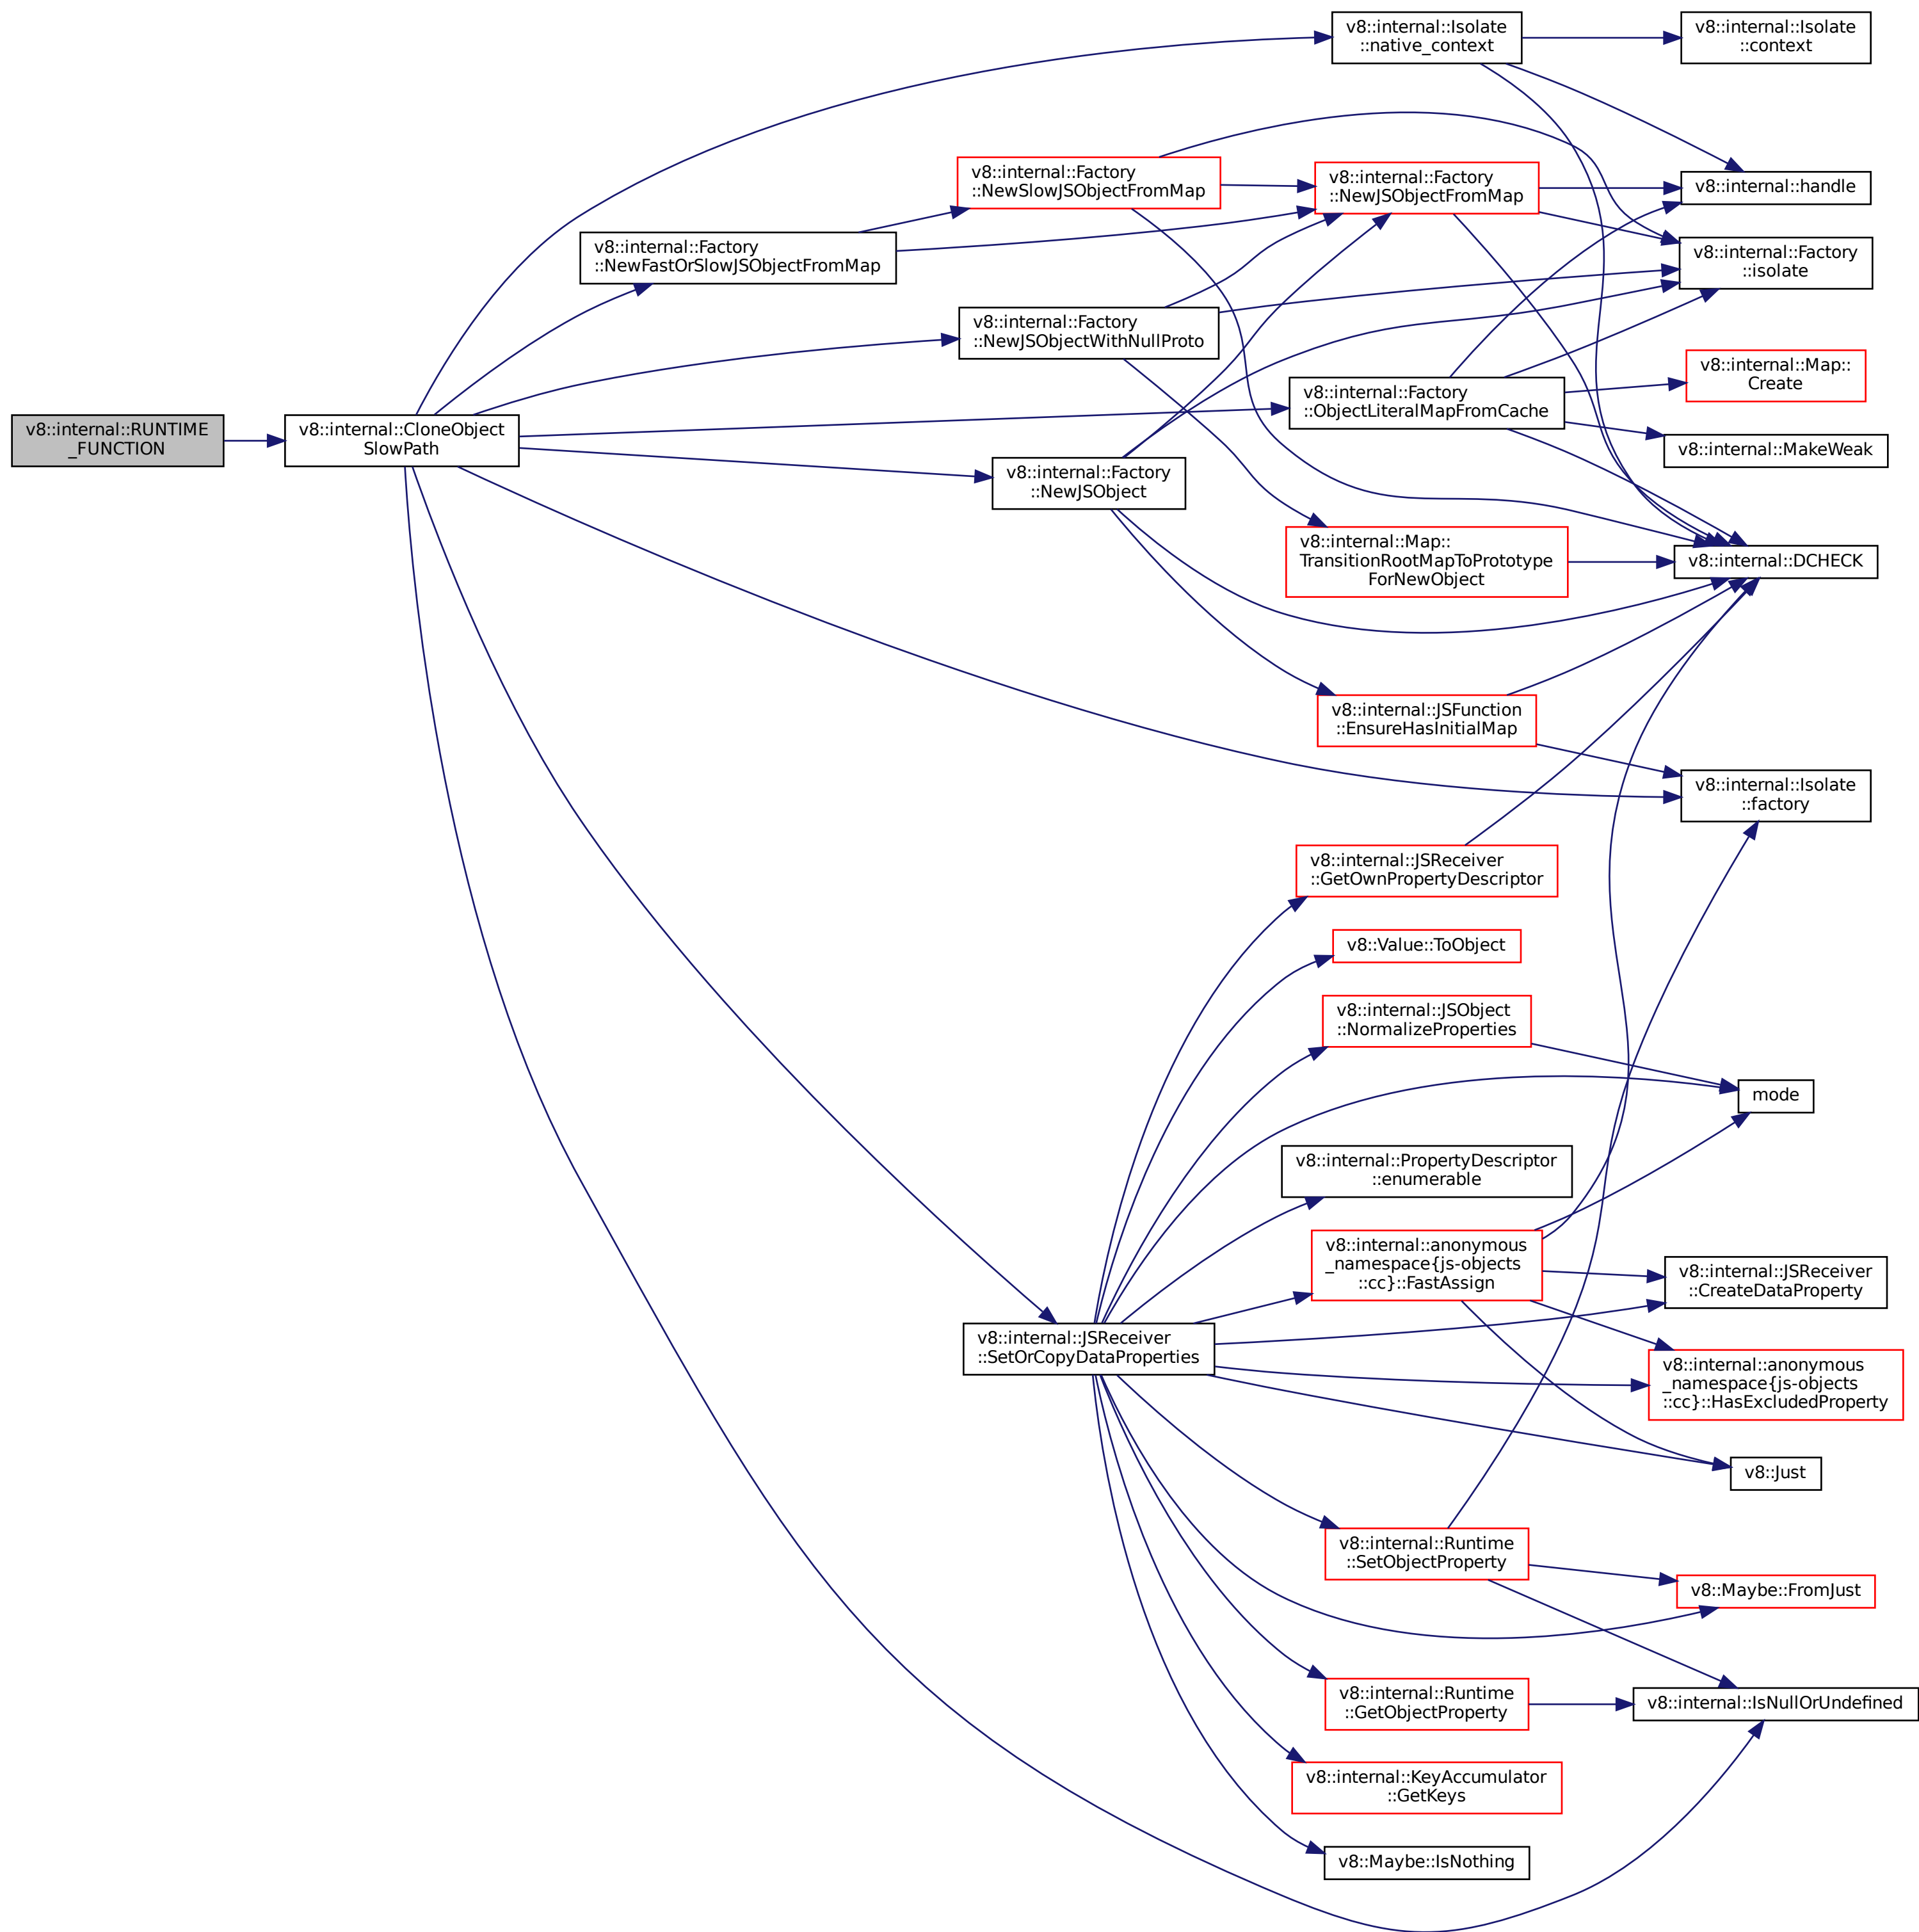 v8::internal::RUNTIME
_FUNCTION
v8::internal::CloneObject
SlowPath
v8::internal::Isolate
::native_context
v8::internal::Isolate
::context
v8::internal::Factory
::NewSlowJSObjectFromMap
v8::internal::Factory
::NewJSObjectFromMap
v8::internal::handle
v8::internal::Factory
::NewFastOrSlowJSObjectFromMap
v8::internal::Factory
::isolate
v8::internal::Factory
::NewJSObjectWithNullProto
v8::internal::Factory
::ObjectLiteralMapFromCache
v8::internal::Map::
Create
v8::internal::MakeWeak
v8::internal::Factory
::NewJSObject
v8::internal::Map::
TransitionRootMapToPrototype
ForNewObject
v8::internal::DCHECK
v8::internal::JSFunction
::EnsureHasInitialMap
v8::internal::Isolate
::factory
v8::internal::JSReceiver
::GetOwnPropertyDescriptor
v8::Value::ToObject
v8::internal::JSObject
::NormalizeProperties
mode
v8::internal::PropertyDescriptor
::enumerable
v8::internal::anonymous
_namespace{js-objects
::cc}::FastAssign
v8::internal::JSReceiver
::CreateDataProperty
v8::internal::JSReceiver
::SetOrCopyDataProperties
v8::internal::anonymous
_namespace{js-objects
::cc}::HasExcludedProperty
v8::Just
v8::internal::Runtime
::SetObjectProperty
v8::Maybe::FromJust
v8::internal::Runtime
::GetObjectProperty
v8::internal::IsNullOrUndefined
v8::internal::KeyAccumulator
::GetKeys
v8::Maybe::IsNothing